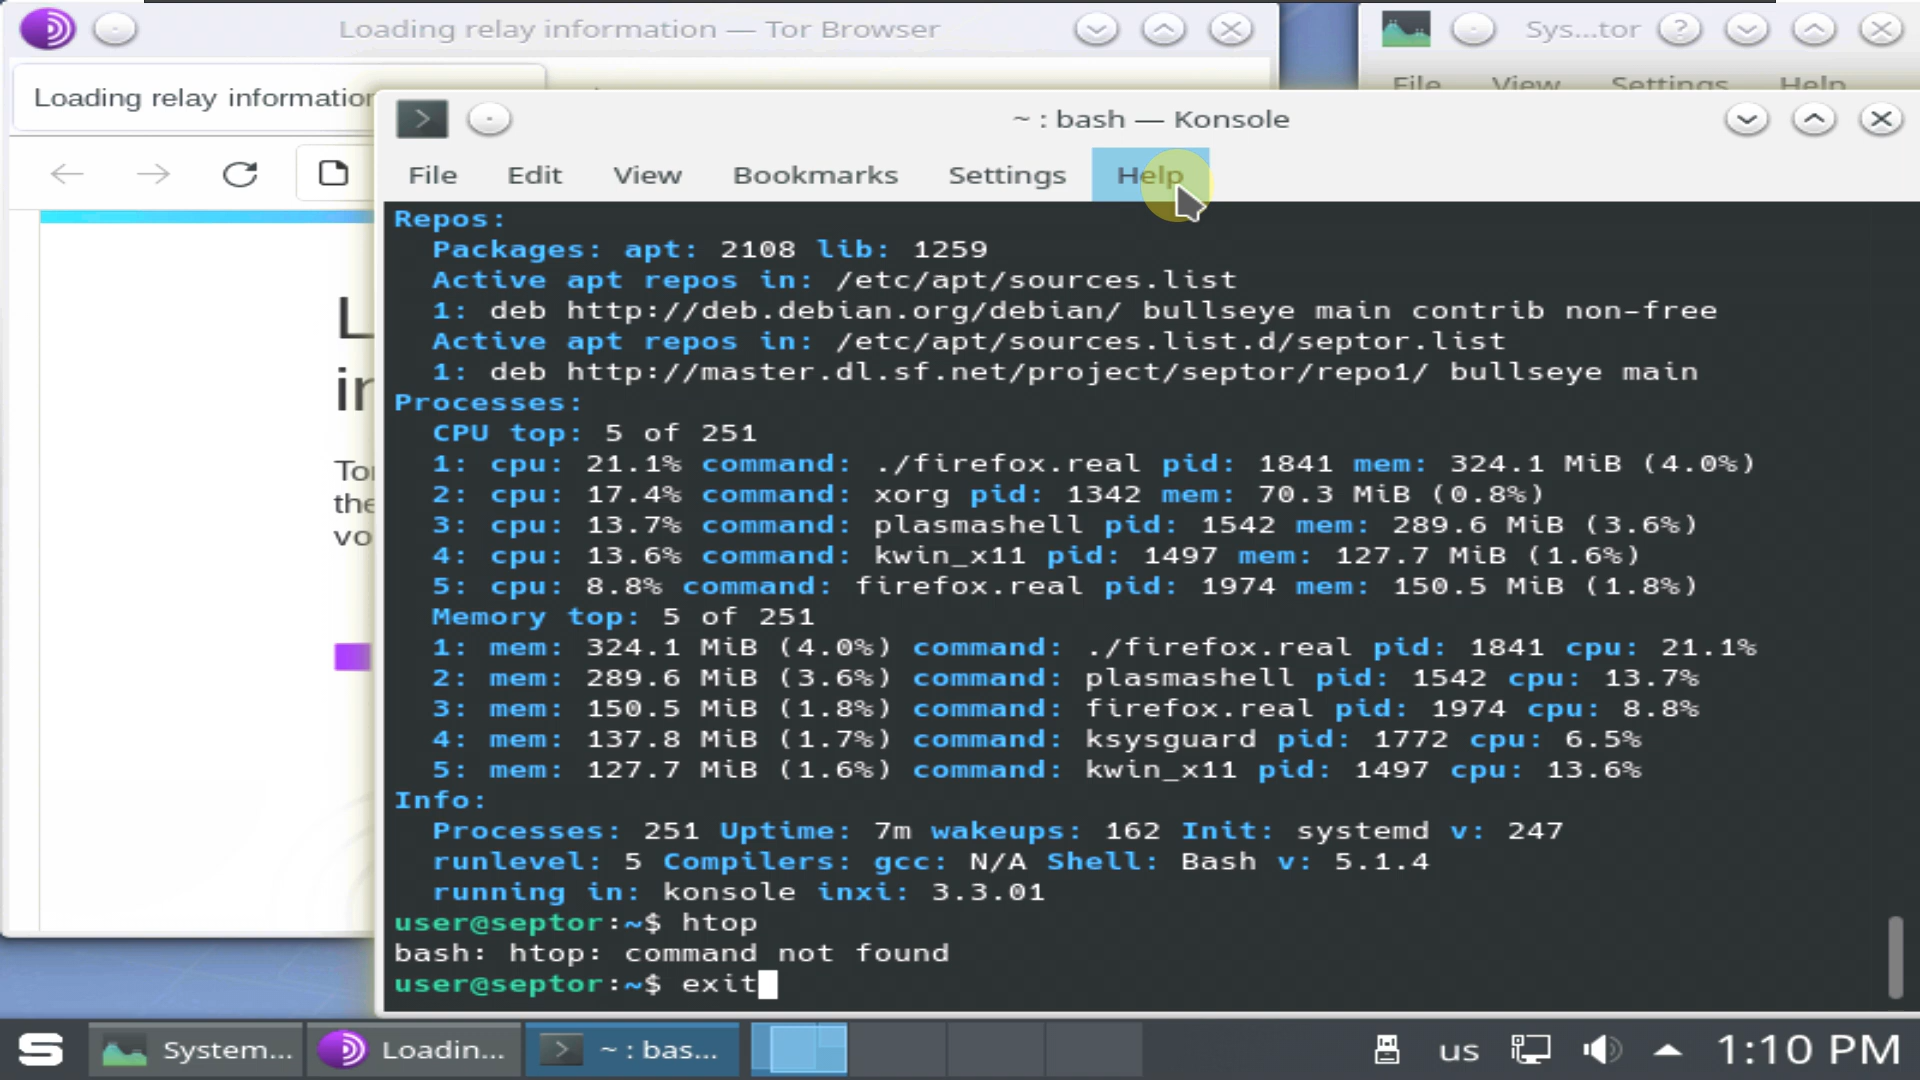 Loading relay information — Tor Browser
Sys...tor
File View Settings Help
Loading relay information
~ : bash — Konsole
File Edit View Bookmarks Settings Help
L
in
To
the
vo
Repos:
Packages: apt: 2108 lib: 1259
Active apt repos in: /etc/apt/sources.list
1: deb http://deb.debian.org/debian/ bullseye main contrib non-free
Active apt repos in: /etc/apt/sources.list.d/septor.list
1: deb http://master.dl.sf.net/project/septor/repo1/ bullseye main
Processes:
CPU top: 5 of 251
1: cpu: 21.1% command: ./firefox.real pid: 1841 mem: 324.1 MiB (4.0%)
2: cpu: 17.4% command: xorg pid: 1342 mem: 70.3 MiB (0.8%)
3: cpu: 13.7% command: plasmashell pid: 1542 mem: 289.6 MiB (3.6%)
4: cpu: 13.6% command: kwin_x11 pid: 1497 mem: 127.7 MiB (1.6%)
5: cpu: 8.8% command: firefox.real pid: 1974 mem: 150.5 MiB (1.8%)
Memory top: 5 of 251
1: mem: 324.1 MiB (4.0%) command: ./firefox.real pid: 1841 cpu: 21.1%
2: mem: 289.6 MiB (3.6%) command: plasmashell pid: 1542 cpu: 13.7%
3: mem: 150.5 MiB (1.8%) command: firefox.real pid: 1974 cpu: 8.8%
4: mem: 137.8 MiB (1.7%) command: ksysguard pid: 1772 cpu: 6.5%
5: mem: 127.7 MiB (1.6%) command: kwin_x11 pid: 1497 cpu: 13.6%
Info:
Processes: 251 Uptime: 7m wakeups: 162 Init: systemd v: 247
runlevel: 5 Compilers: gcc: N/A Shell: Bash v: 5.1.4
running in: konsole inxi: 3.3.01
user@septor:~$ htop
bash: htop: command not found
user@septor:~$ exit
System... Loadin... ~ : bas... us 1:10 PM